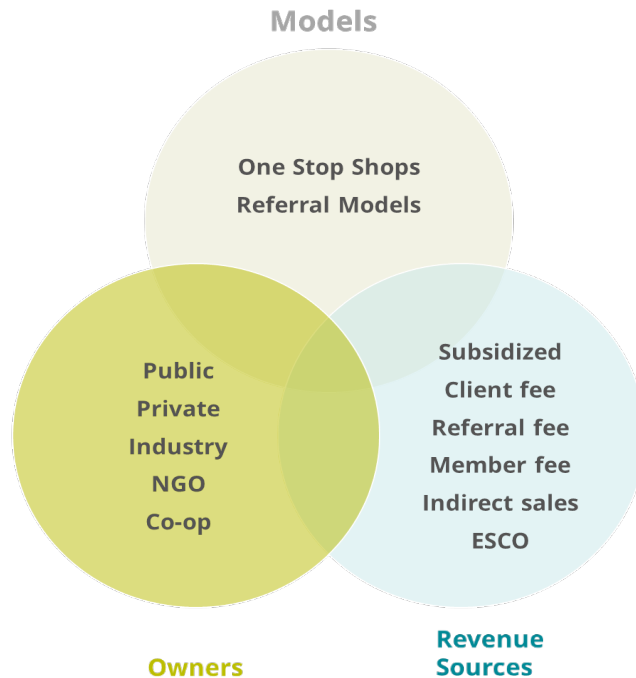 Models
One Stop Shops
Referral Models
Public
Private
Industry
NGO
Co-op
Subsidized
Client fee
Referral fee
Member fee
Indirect sales
ESCO
Owners
Revenue
Sources